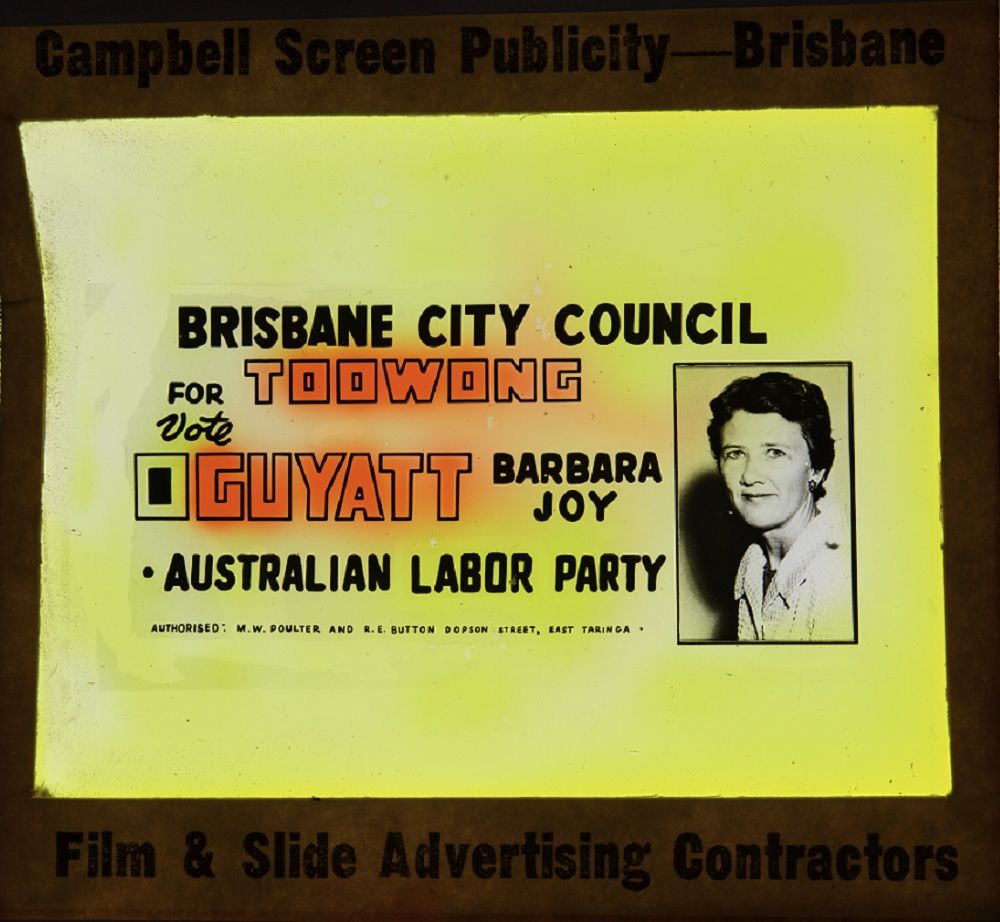 Campbell Screen Publicity—Brisbane
BRISBANE CITY COUNCIL
FOR TOOWONG
Vote
GUYATT BARBARA JOY
• AUSTRALIAN LABOR PARTY
AUTHORISED: M.W. POULTER AND R.E. BUTTON DOPSON STREET, EAST TARINGA
Film & Slide Advertising Contractors